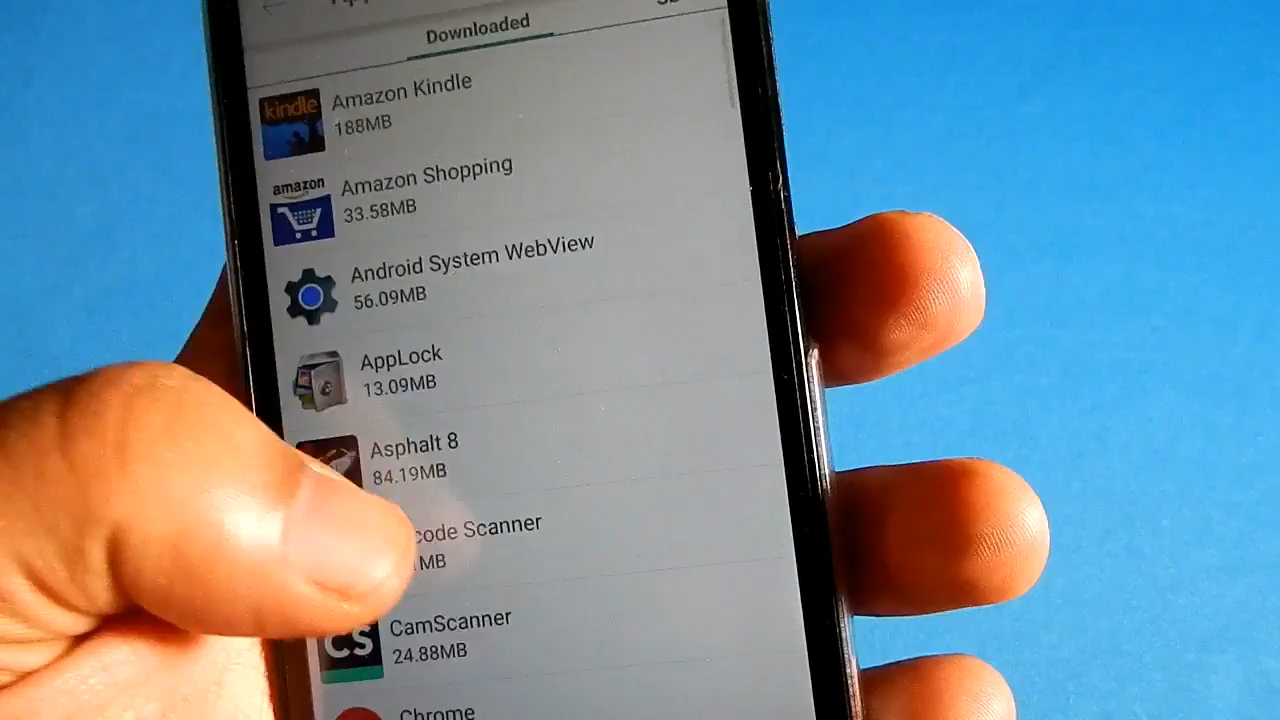 Downloaded
kindle
Amazon Kindle
188MB
amazon
Amazon Shopping
33.58MB
Android System WebView
56.09MB
AppLock
13.09MB
Asphalt 8
84.19MB
code Scanner
MB
CS
CamScanner
24.88MB
Chrome